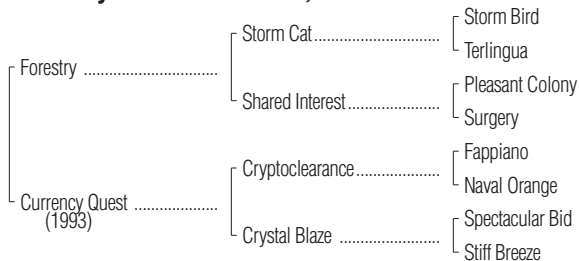 Storm Bird
Storm Cat
Terlingua
Forestry
Pleasant Colony
Shared Interest
Surgery
Fappiano
Cryptoclearance
Naval Orange
Currency Quest
(1993)
Spectacular Bid
Crystal Blaze
Stiff Breeze